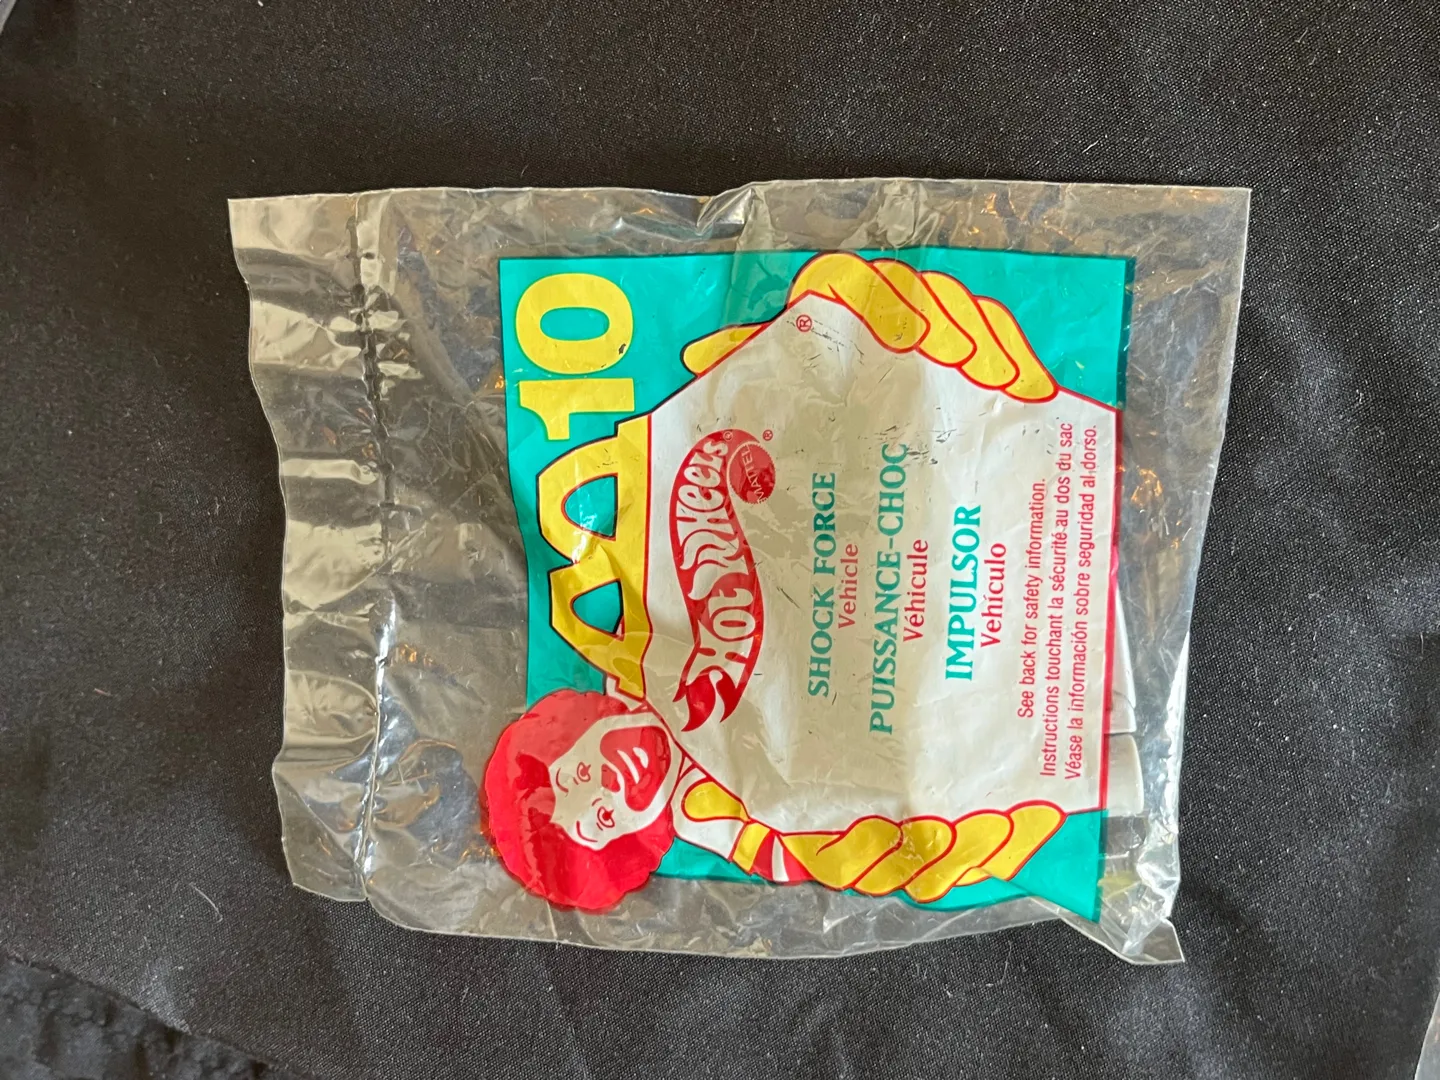 10
®
Hot Wheels®
MATTEL®
SHOCK FORCE
Vehicle
PUISSANCE-CHOC
Véhicule
IMPULSOR
Vehículo
See back for safety information.
Instructions touchant la sécurité au dos du sac
Véase la información sobre seguridad al dorso.